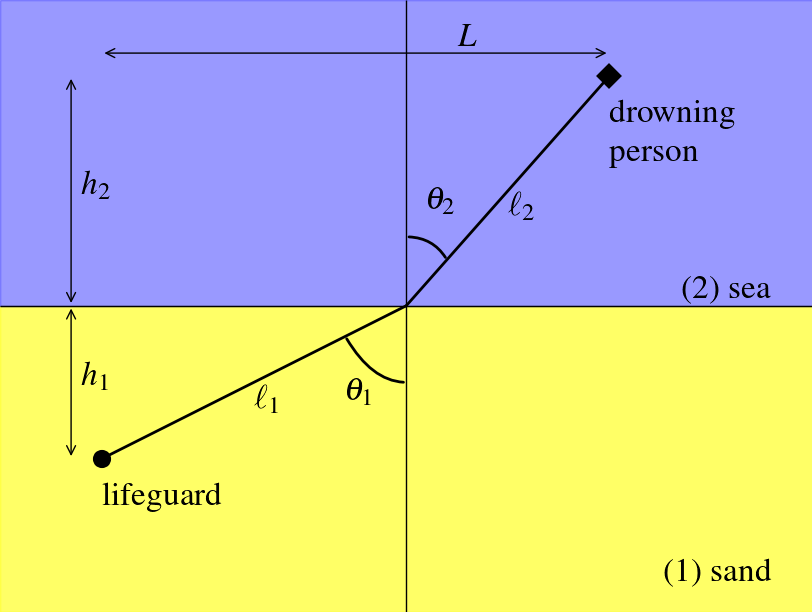 L
drowning
person
h₂
θ₂
ℓ₂
(2) sea
h₁
θ₁
ℓ₁
lifeguard
(1) sand